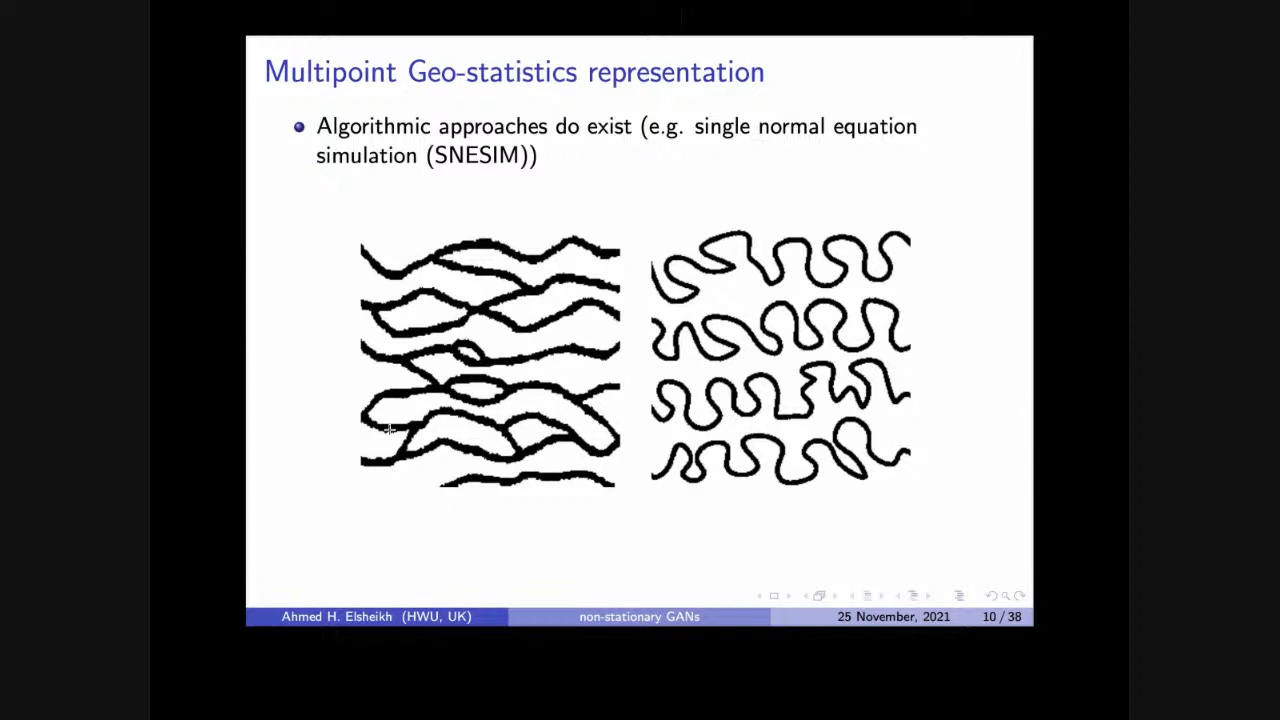 Multipoint Geo-statistics representation
Algorithmic approaches do exist (e.g. single normal equation
simulation (SNESIM))
Ahmed H. Elsheikh (HWU, UK) non-stationary GANs 25 November, 2021 10 / 38